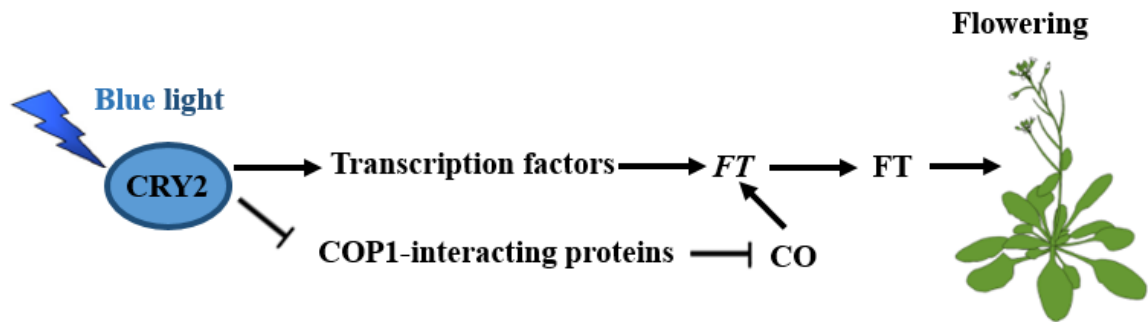 Flowering
Blue light
CRY2
Transcription factors
FT
FT
COP1-interacting proteins
CO